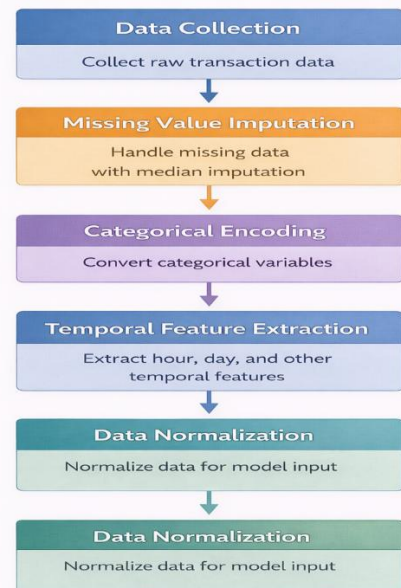 Data Collection
Collect raw transaction data
Missing Value Imputation
Handle missing data
with median imputation
Categorical Encoding
Convert categorical variables
Temporal Feature Extraction
Extract hour, day, and other
temporal features
Data Normalization
Normalize data for model input
Data Normalization
Normalize data for model input